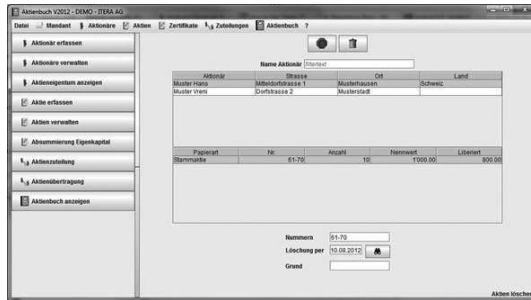 Aktienbuch V2012 - DEMO - ITERA AG
Datei Mandant Aktionäre Aktien Zertifikate Zuteilungen Aktienbuch ?
Aktionär erfassen
Aktionäre verwalten
Aktieneigentum anzeigen
Aktie erfassen
Aktien verwalten
Absummierung Eigenkapital
Aktienzuteilung
Aktienübertragung
Aktienbuch anzeigen
Name Aktionär filtertext
Aktionär Strasse Ort Land
Muster Hans Mitteldorfstrasse 1 Musterhausen Schweiz
Muster Vreni Dorfstrasse 2 Musterstadt
Papierart Nr. Anzahl Nennwert Liberiert
Stammaktie 61-70 10 1'000.00 800.00
Nummern 61-70
Löschung per 10.08.2012
Grund
Aktien löschen